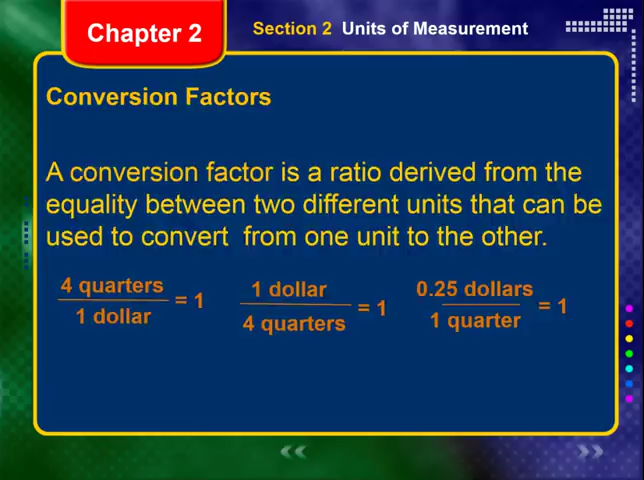 Chapter 2
Section 2 Units of Measurement
Conversion Factors
A conversion factor is a ratio derived from the
equality between two different units that can be
used to convert from one unit to the other.
4 quarters
1 dollar
= 1
1 dollar
4 quarters
= 1
0.25 dollars
1 quarter
= 1